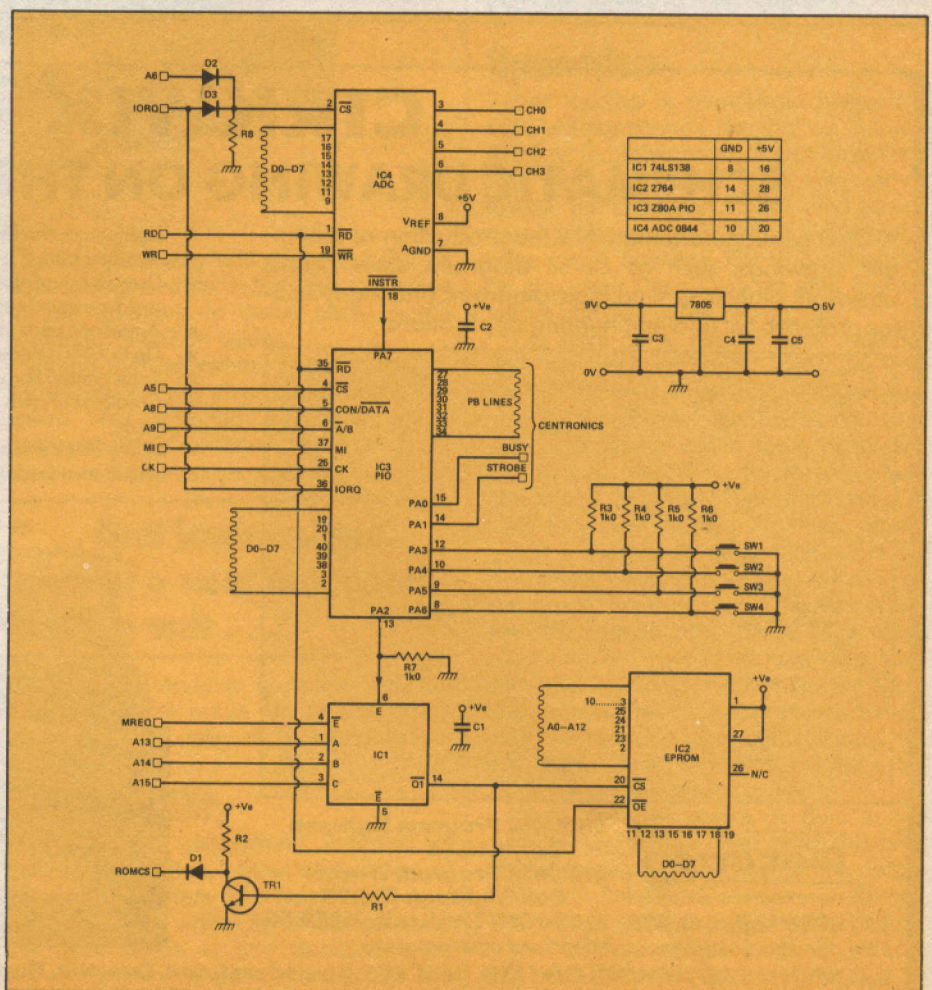 A6
IORQ
D2
D3
R8
D0–D7
2 CS
17
16
15
14
13
12
11
9
IC4
ADC
3 CH0
4 CH1
5 CH2
6 CH3
+5V
VREF 8
AGND 7
RD 1 RD
WR 19 WR
INSTR
18
GND +5V
IC1 74LS138 8 16
IC2 2764 14 28
IC3 Z80A PIO 11 26
IC4 ADC 0844 10 20
9V 7805 5V
C3 C4 C5
0V
+Ve
C2
PA7
35 RD
A5 4 CS
A8 5 CON/DATA
A9 6 A/B
MI 37 MI
CK 25 CK
36 IORQ
IC3
PIO
27
28
29
30
31
32
33
34
PB LINES
CENTRONICS
BUSY
STROBE
PA0 15
PA1 14
PA3 12
PA4 10
PA5 9
PA6 8
+Ve
R3
1k0
R4
1k0
R5
1k0
R6
1k0
SW1
SW2
SW3
SW4
D0–D7
19
20
1
40
39
38
3
2
PA2
13
R7
1k0
6
E
MREQ 4 E
A13 1 A
A14 2 B
A15 3 C
IC1
+Ve
C1
Q1 14
E
5
A0–A12
10........3
25
24
21
23
2
IC2
EPROM
+Ve
1
27
26 N/C
20 CS
22 OE
11 12 13 15 16 17 18 19
D0–D7
+Ve
R2
ROMCS D1
TR1
R1